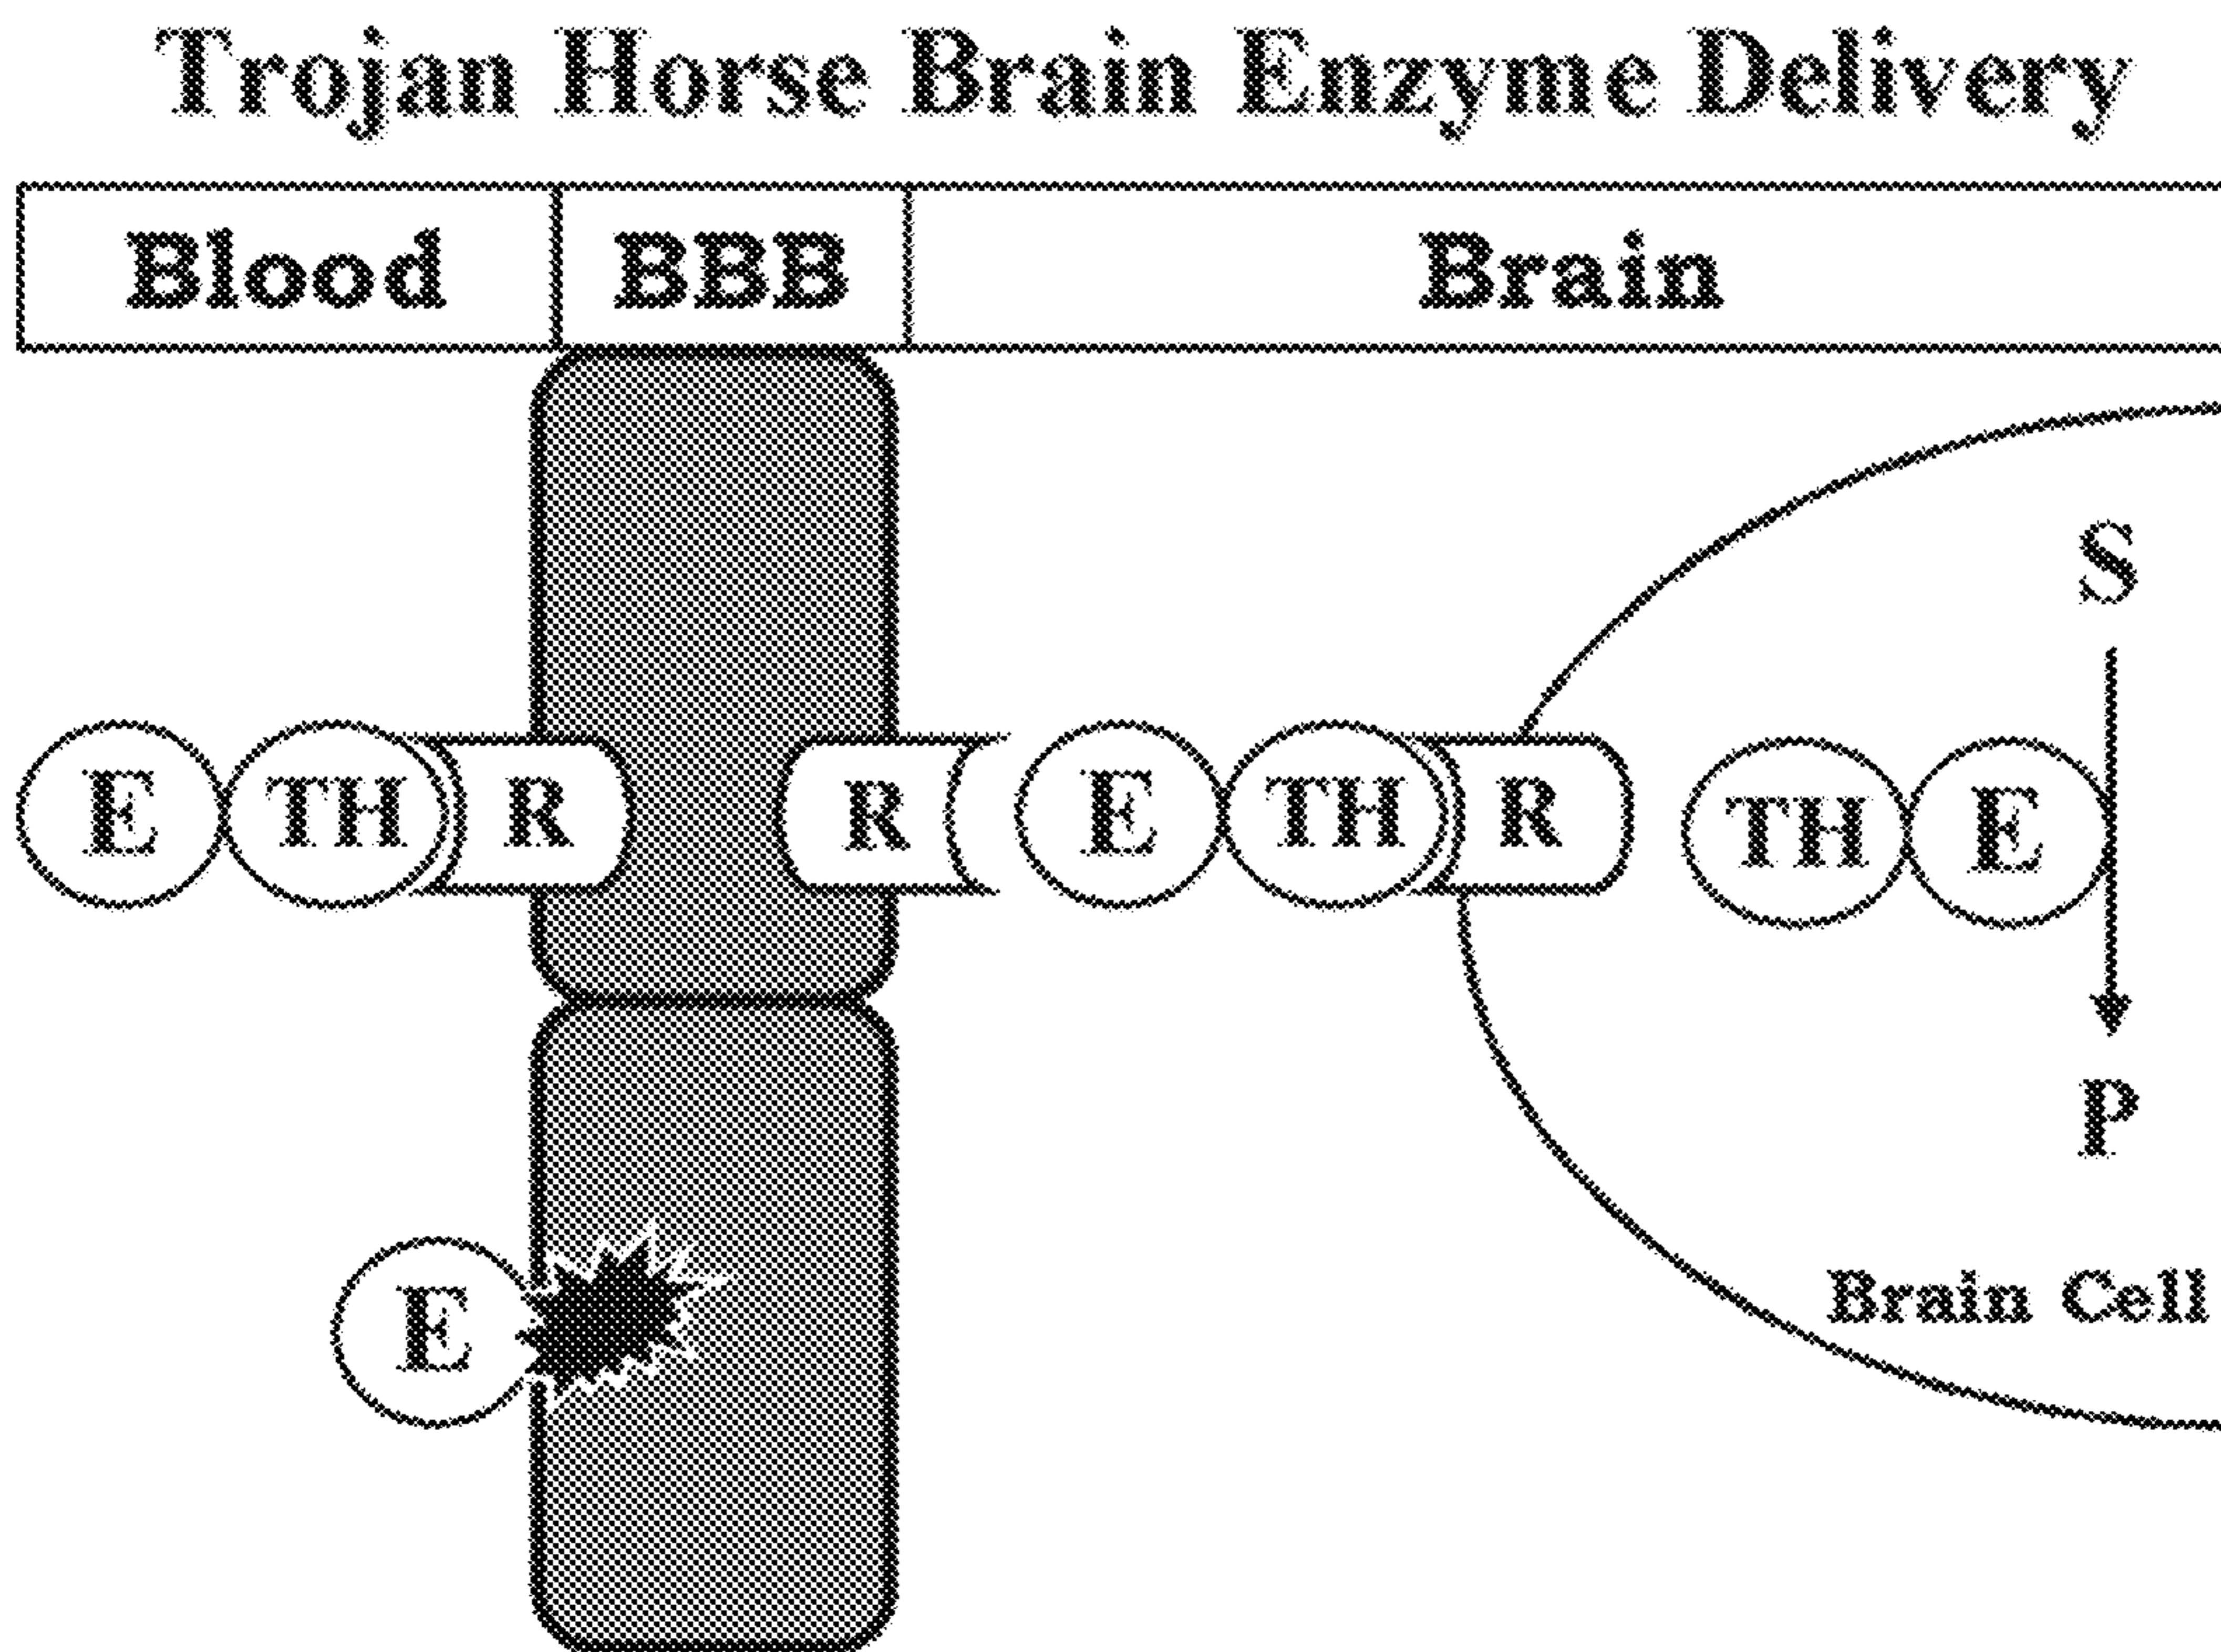 Trojan Horse Brain Enzyme Delivery
Blood BBB Brain
S
E TH R R E TH R TH E
P
E Brain Cell